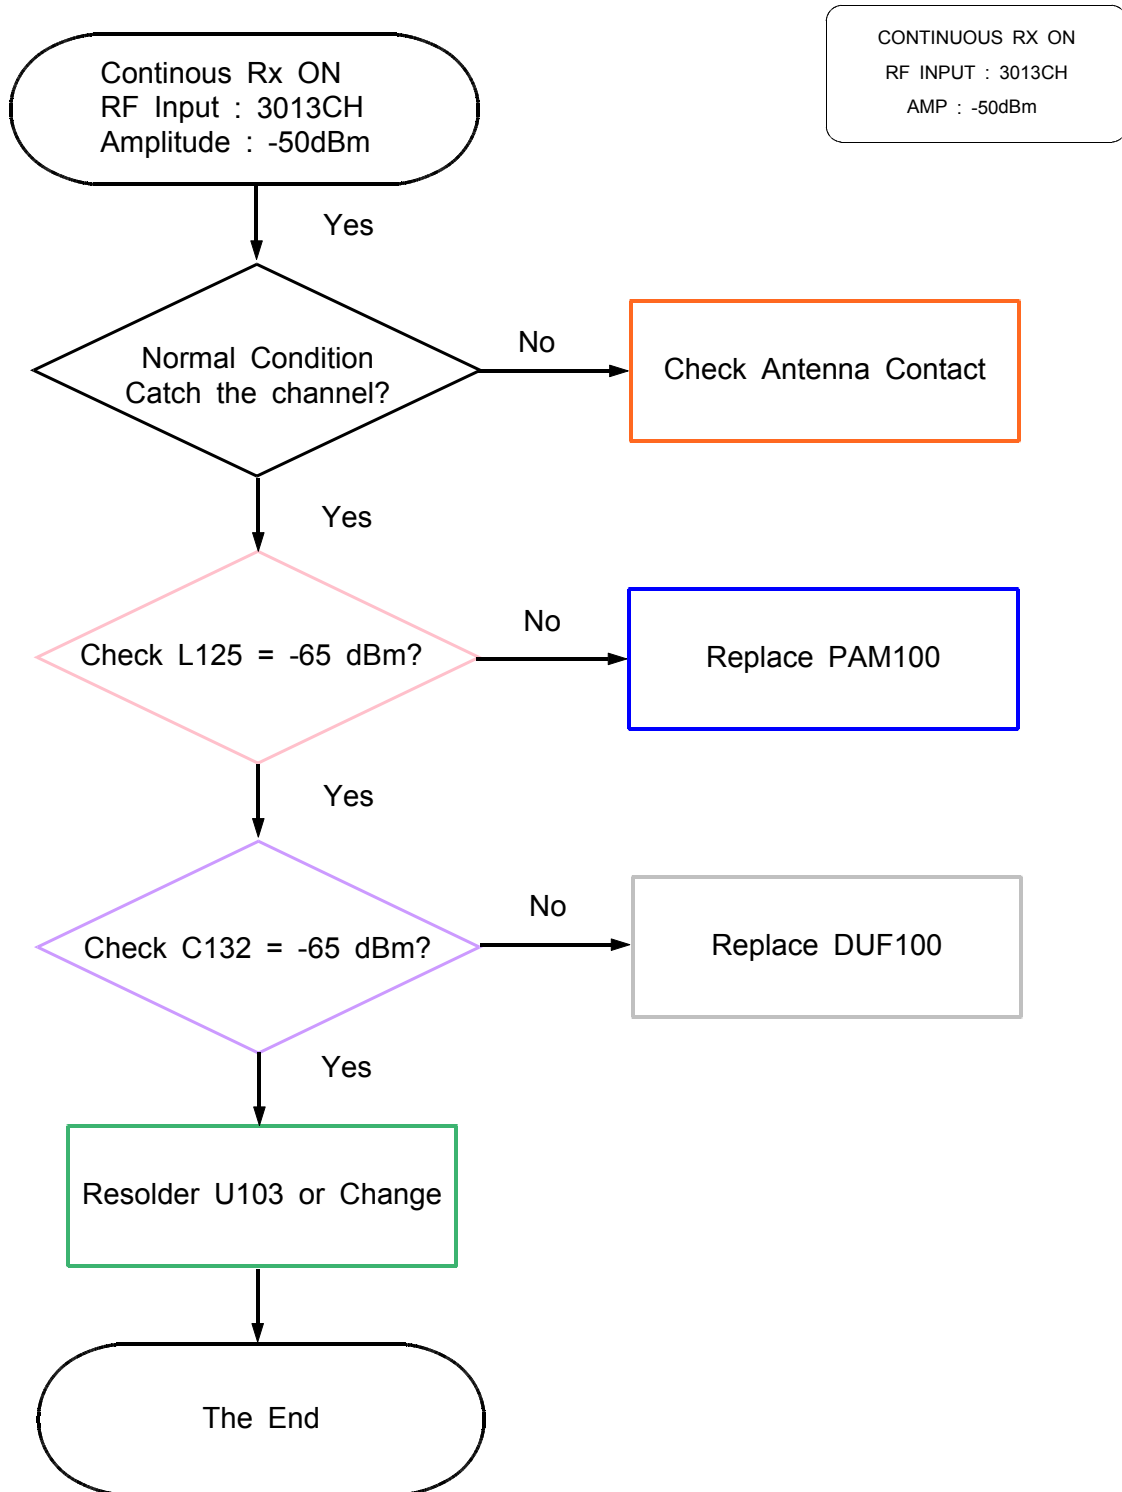 Continous Rx ON
RF Input : 3013CH
Amplitude : -50dBm
CONTINUOUS RX ON
RF INPUT : 3013CH
AMP : -50dBm
Yes
Normal Condition
Catch the channel?
No
Check Antenna Contact
Yes
Check L125 = -65 dBm?
No
Replace PAM100
Yes
Check C132 = -65 dBm?
No
Replace DUF100
Yes
Resolder U103 or Change
The End